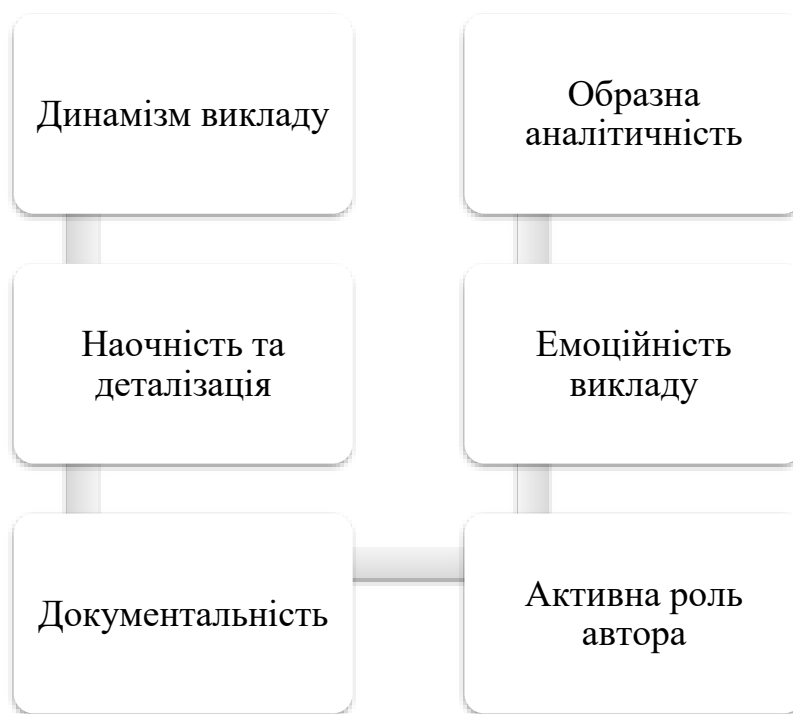 Динамізм викладу
Наочність та
деталізація
Документальність
Активна роль
автора
Емоційність
викладу
Образна
аналітичність